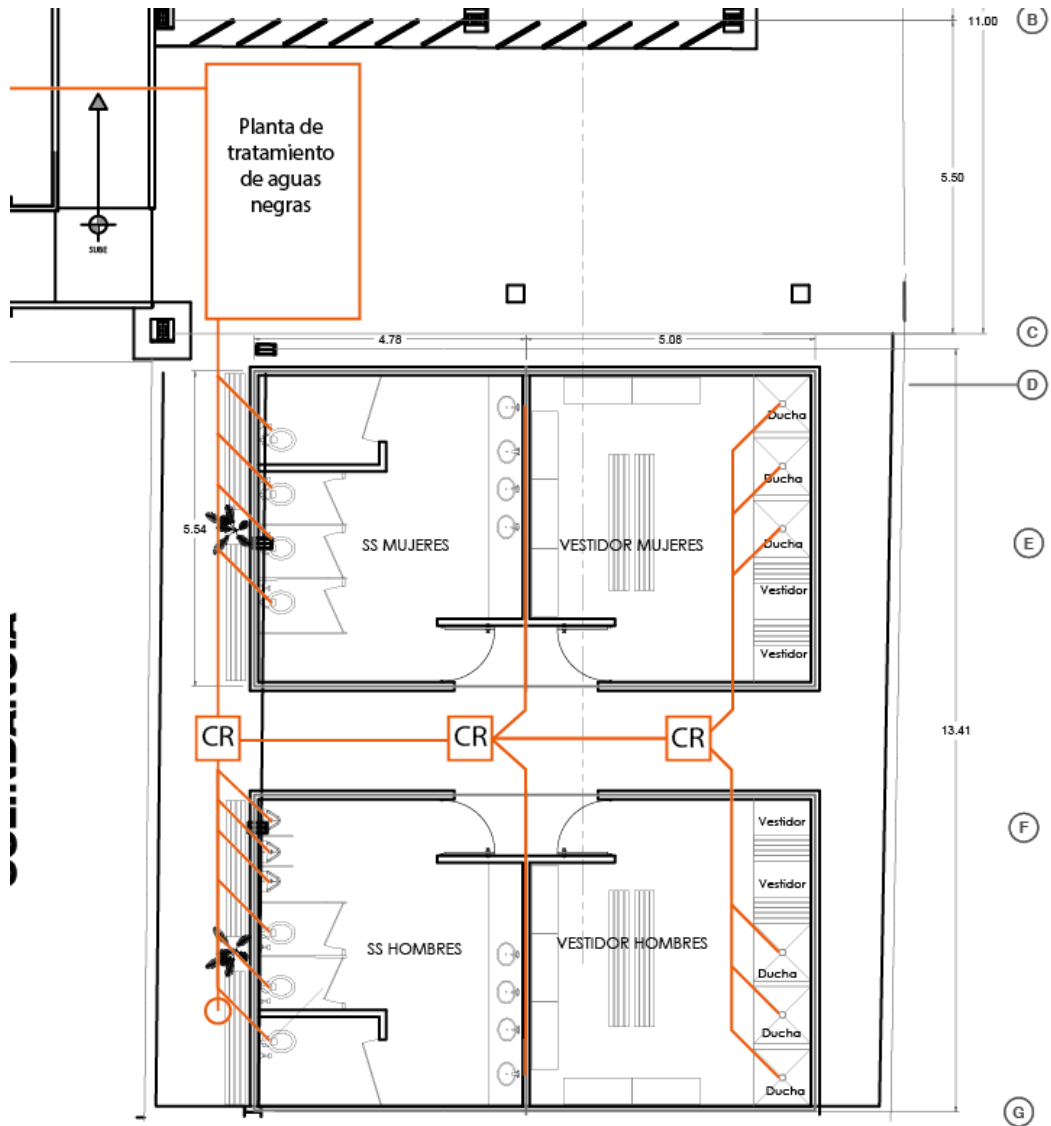 B
11.00
Planta de
tratamiento
de aguas
negras
5.50
SUBE
C
4.78
5.08
D
Ducha
Ducha
5.54
SS MUJERES
VESTIDOR MUJERES
Ducha
E
Vestidor
Vestidor
CR
CR
CR
13.41
Vestidor
F
Vestidor
SS HOMBRES
VESTIDOR HOMBRES
Ducha
Ducha
Ducha
G